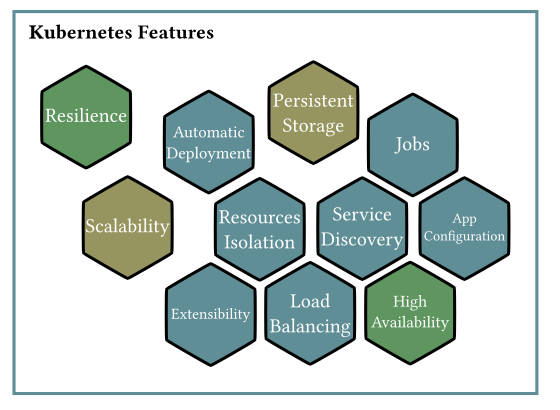 Kubernetes Features
Resilience
Automatic
Deployment
Persistent
Storage
Jobs
Scalability
Resources
Isolation
Service
Discovery
App
Configuration
Extensibility
Load
Balancing
High
Availability